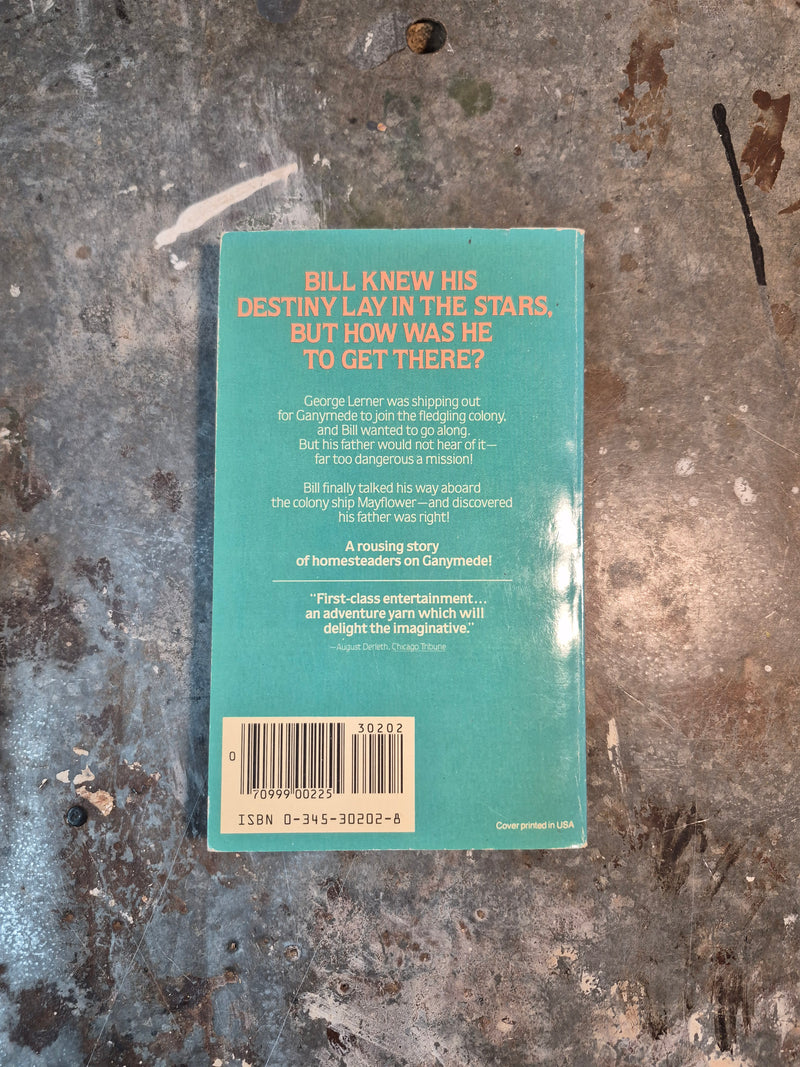 BILL KNEW HIS
DESTINY LAY IN THE STARS,
BUT HOW WAS HE
TO GET THERE?
George Lerner was shipping out
for Ganymede to join the fledgling colony,
and Bill wanted to go along.
But his father would not hear of it—
far too dangerous a mission!
Bill finally talked his way aboard
the colony ship Mayflower—and discovered
his father was right!
A rousing story
of homesteaders on Ganymede!
"First-class entertainment...
an adventure yarn which will
delight the imaginative."
—August Derleth, Chicago Tribune
30202
0
70999 00225
ISBN 0-345-30202-8
Cover printed in USA